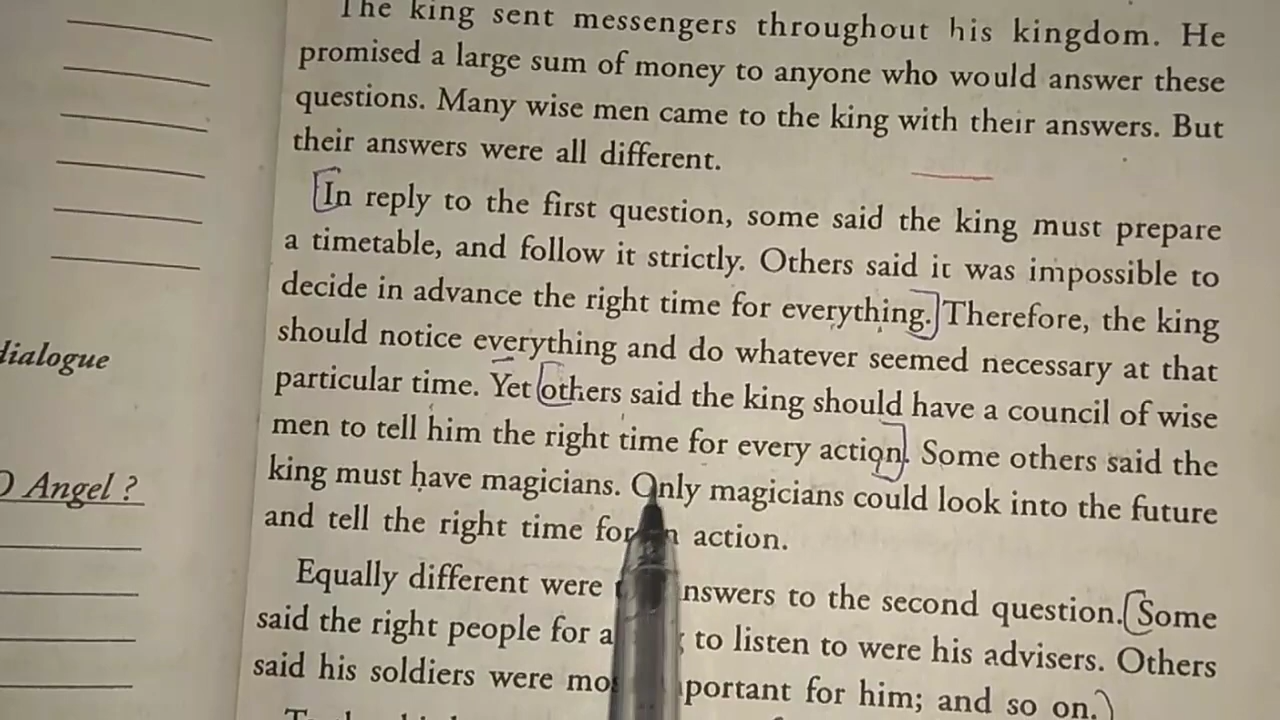 The king sent messengers throughout his kingdom. He
promised a large sum of money to anyone who would answer these
questions. Many wise men came to the king with their answers. But
their answers were all different.
In reply to the first question, some said the king must prepare
a timetable, and follow it strictly. Others said it was impossible to
decide in advance the right time for everything. Therefore, the king
should notice everything and do whatever seemed necessary at that
particular time. Yet others said the king should have a council of wise
men to tell him the right time for every action. Some others said the
king must have magicians. Only magicians could look into the future
and tell the right time for an action.
Equally different were answers to the second question. Some
said the right people for a to listen to were his advisers. Others
said his soldiers were most important for him; and so on.
dialogue
Angel ?